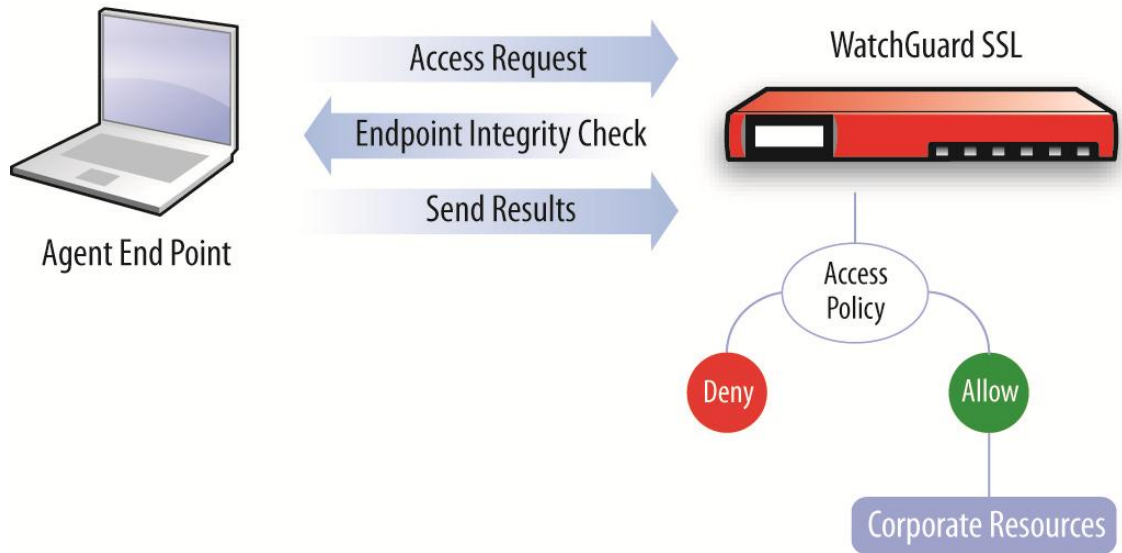 Access Request
WatchGuard SSL
Endpoint Integrity Check
Send Results
Agent End Point
Access
Policy
Deny
Allow
Corporate Resources